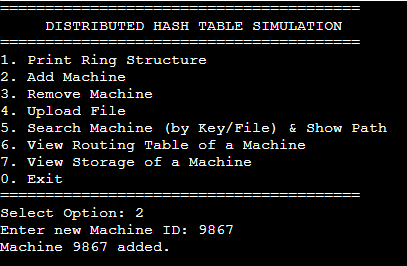 ========================================
DISTRIBUTED HASH TABLE SIMULATION
========================================
1. Print Ring Structure
2. Add Machine
3. Remove Machine
4. Upload File
5. Search Machine (by Key/File) & Show Path
6. View Routing Table of a Machine
7. View Storage of a Machine
0. Exit
========================================
Select Option: 2
Enter new Machine ID: 9867
Machine 9867 added.